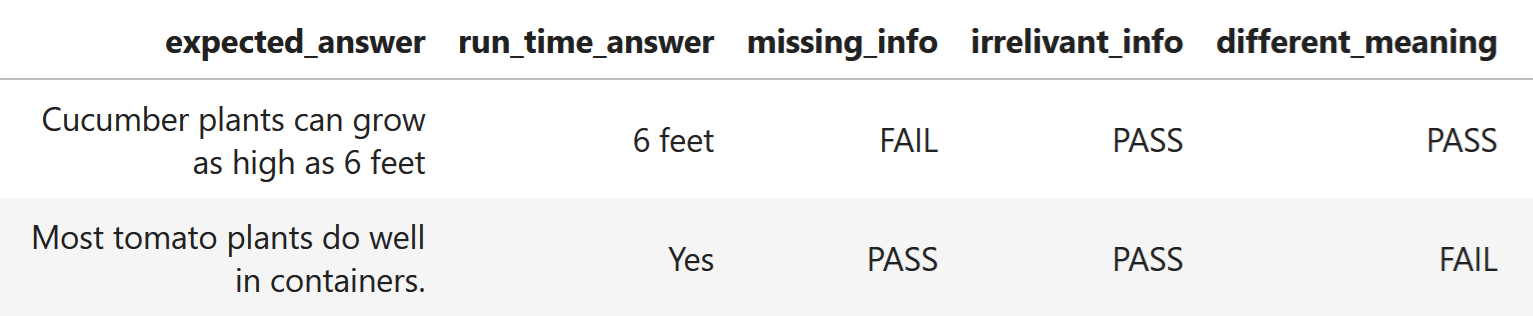 expected_answer run_time_answer missing_info irrelivant_info different_meaning
Cucumber plants can grow
as high as 6 feet
6 feet FAIL PASS PASS
Most tomato plants do well
in containers.
Yes PASS PASS FAIL